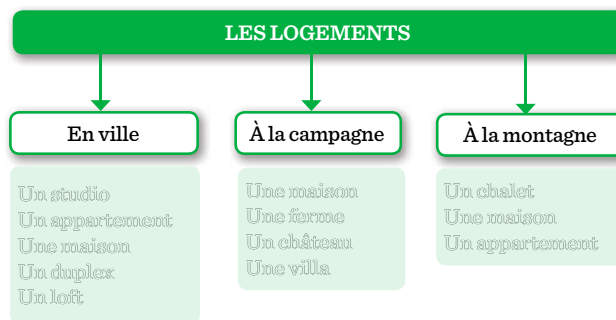 LES LOGEMENTS
En ville
Un studio
Un appartement
Une maison
Un duplex
Un loft
À la campagne
Une maison
Une ferme
Un château
Une villa
À la montagne
Un chalet
Une maison
Un appartement